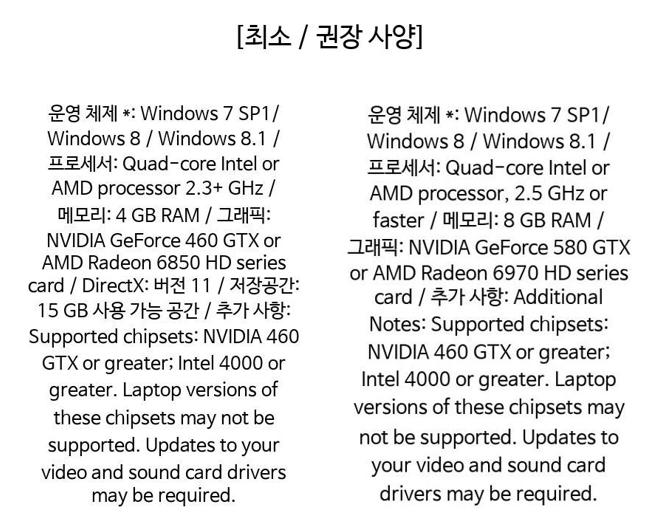 [최소 / 권장 사양]
운영 체제 *: Windows 7 SP1/
Windows 8 / Windows 8.1 /
프로세서: Quad-core Intel or
AMD processor 2.3+ GHz /
메모리: 4 GB RAM / 그래픽:
NVIDIA GeForce 460 GTX or
AMD Radeon 6850 HD series
card / DirectX: 버전 11 / 저장공간:
15 GB 사용 가능 공간 / 추가 사항:
Supported chipsets: NVIDIA 460
GTX or greater; Intel 4000 or
greater. Laptop versions of
these chipsets may not be
supported. Updates to your
video and sound card drivers
may be required.
운영 체제 *: Windows 7 SP1/
Windows 8 / Windows 8.1 /
프로세서: Quad-core Intel or
AMD processor, 2.5 GHz or
faster / 메모리: 8 GB RAM /
그래픽: NVIDIA GeForce 580 GTX
or AMD Radeon 6970 HD series
card / 추가 사항: Additional
Notes: Supported chipsets:
NVIDIA 460 GTX or greater;
Intel 4000 or greater. Laptop
versions of these chipsets may
not be supported. Updates to
your video and sound card
drivers may be required.